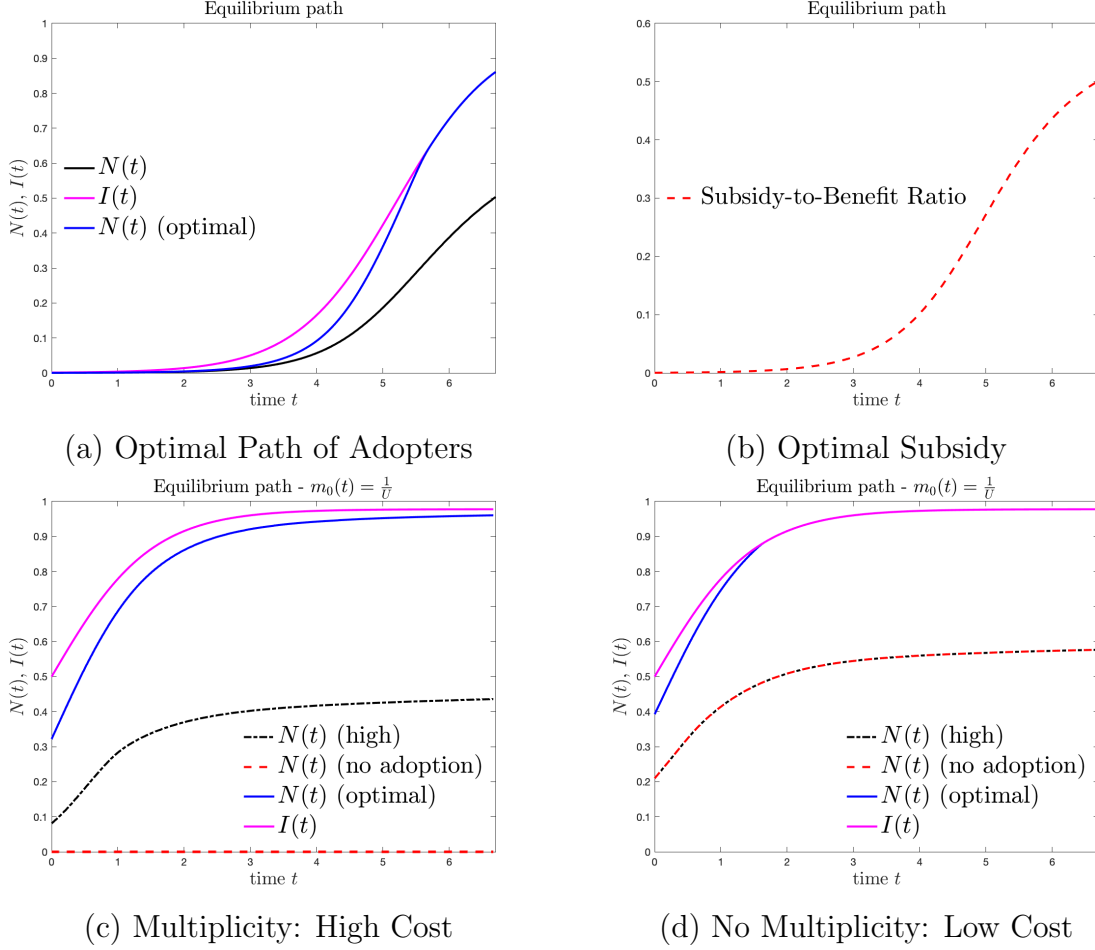 Equilibrium path
1
0.9
0.8
0.7
0.6
0.5
0.4
0.3
0.2
0.1
0
N(t), I(t)
N(t)
I(t)
N(t) (optimal)
0 1 2 3 4 5 6
time t
(a) Optimal Path of Adopters
Equilibrium path
0.6
0.5
0.4
0.3
0.2
0.1
0
Subsidy-to-Benefit Ratio
0 1 2 3 4 5 6
time t
(b) Optimal Subsidy
Equilibrium path - m₀(t) = 1/U
1
0.9
0.8
0.7
0.6
0.5
0.4
0.3
0.2
0.1
0
N(t), I(t)
N(t) (high)
N(t) (no adoption)
N(t) (optimal)
I(t)
0 1 2 3 4 5 6
time t
(c) Multiplicity: High Cost
Equilibrium path - m₀(t) = 1/U
1
0.9
0.8
0.7
0.6
0.5
0.4
0.3
0.2
0.1
0
N(t), I(t)
N(t) (high)
N(t) (no adoption)
N(t) (optimal)
I(t)
0 1 2 3 4 5 6
time t
(d) No Multiplicity: Low Cost